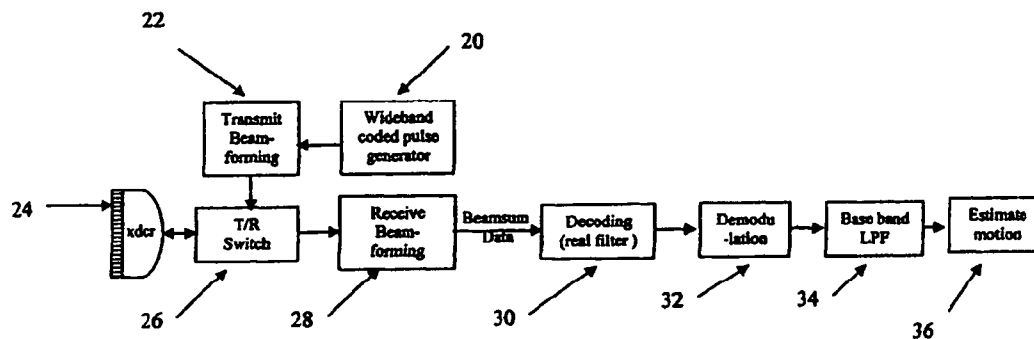 22
20
Transmit
Beam-
forming
Wideband
coded pulse
generator
24
xdcr
T/R
Switch
Receive
Beam-
forming
Beamsum
Data
Decoding
(real filter )
Demodu
-lation
Base band
LPF
Estimate
motion
26
28
30
32
34
36